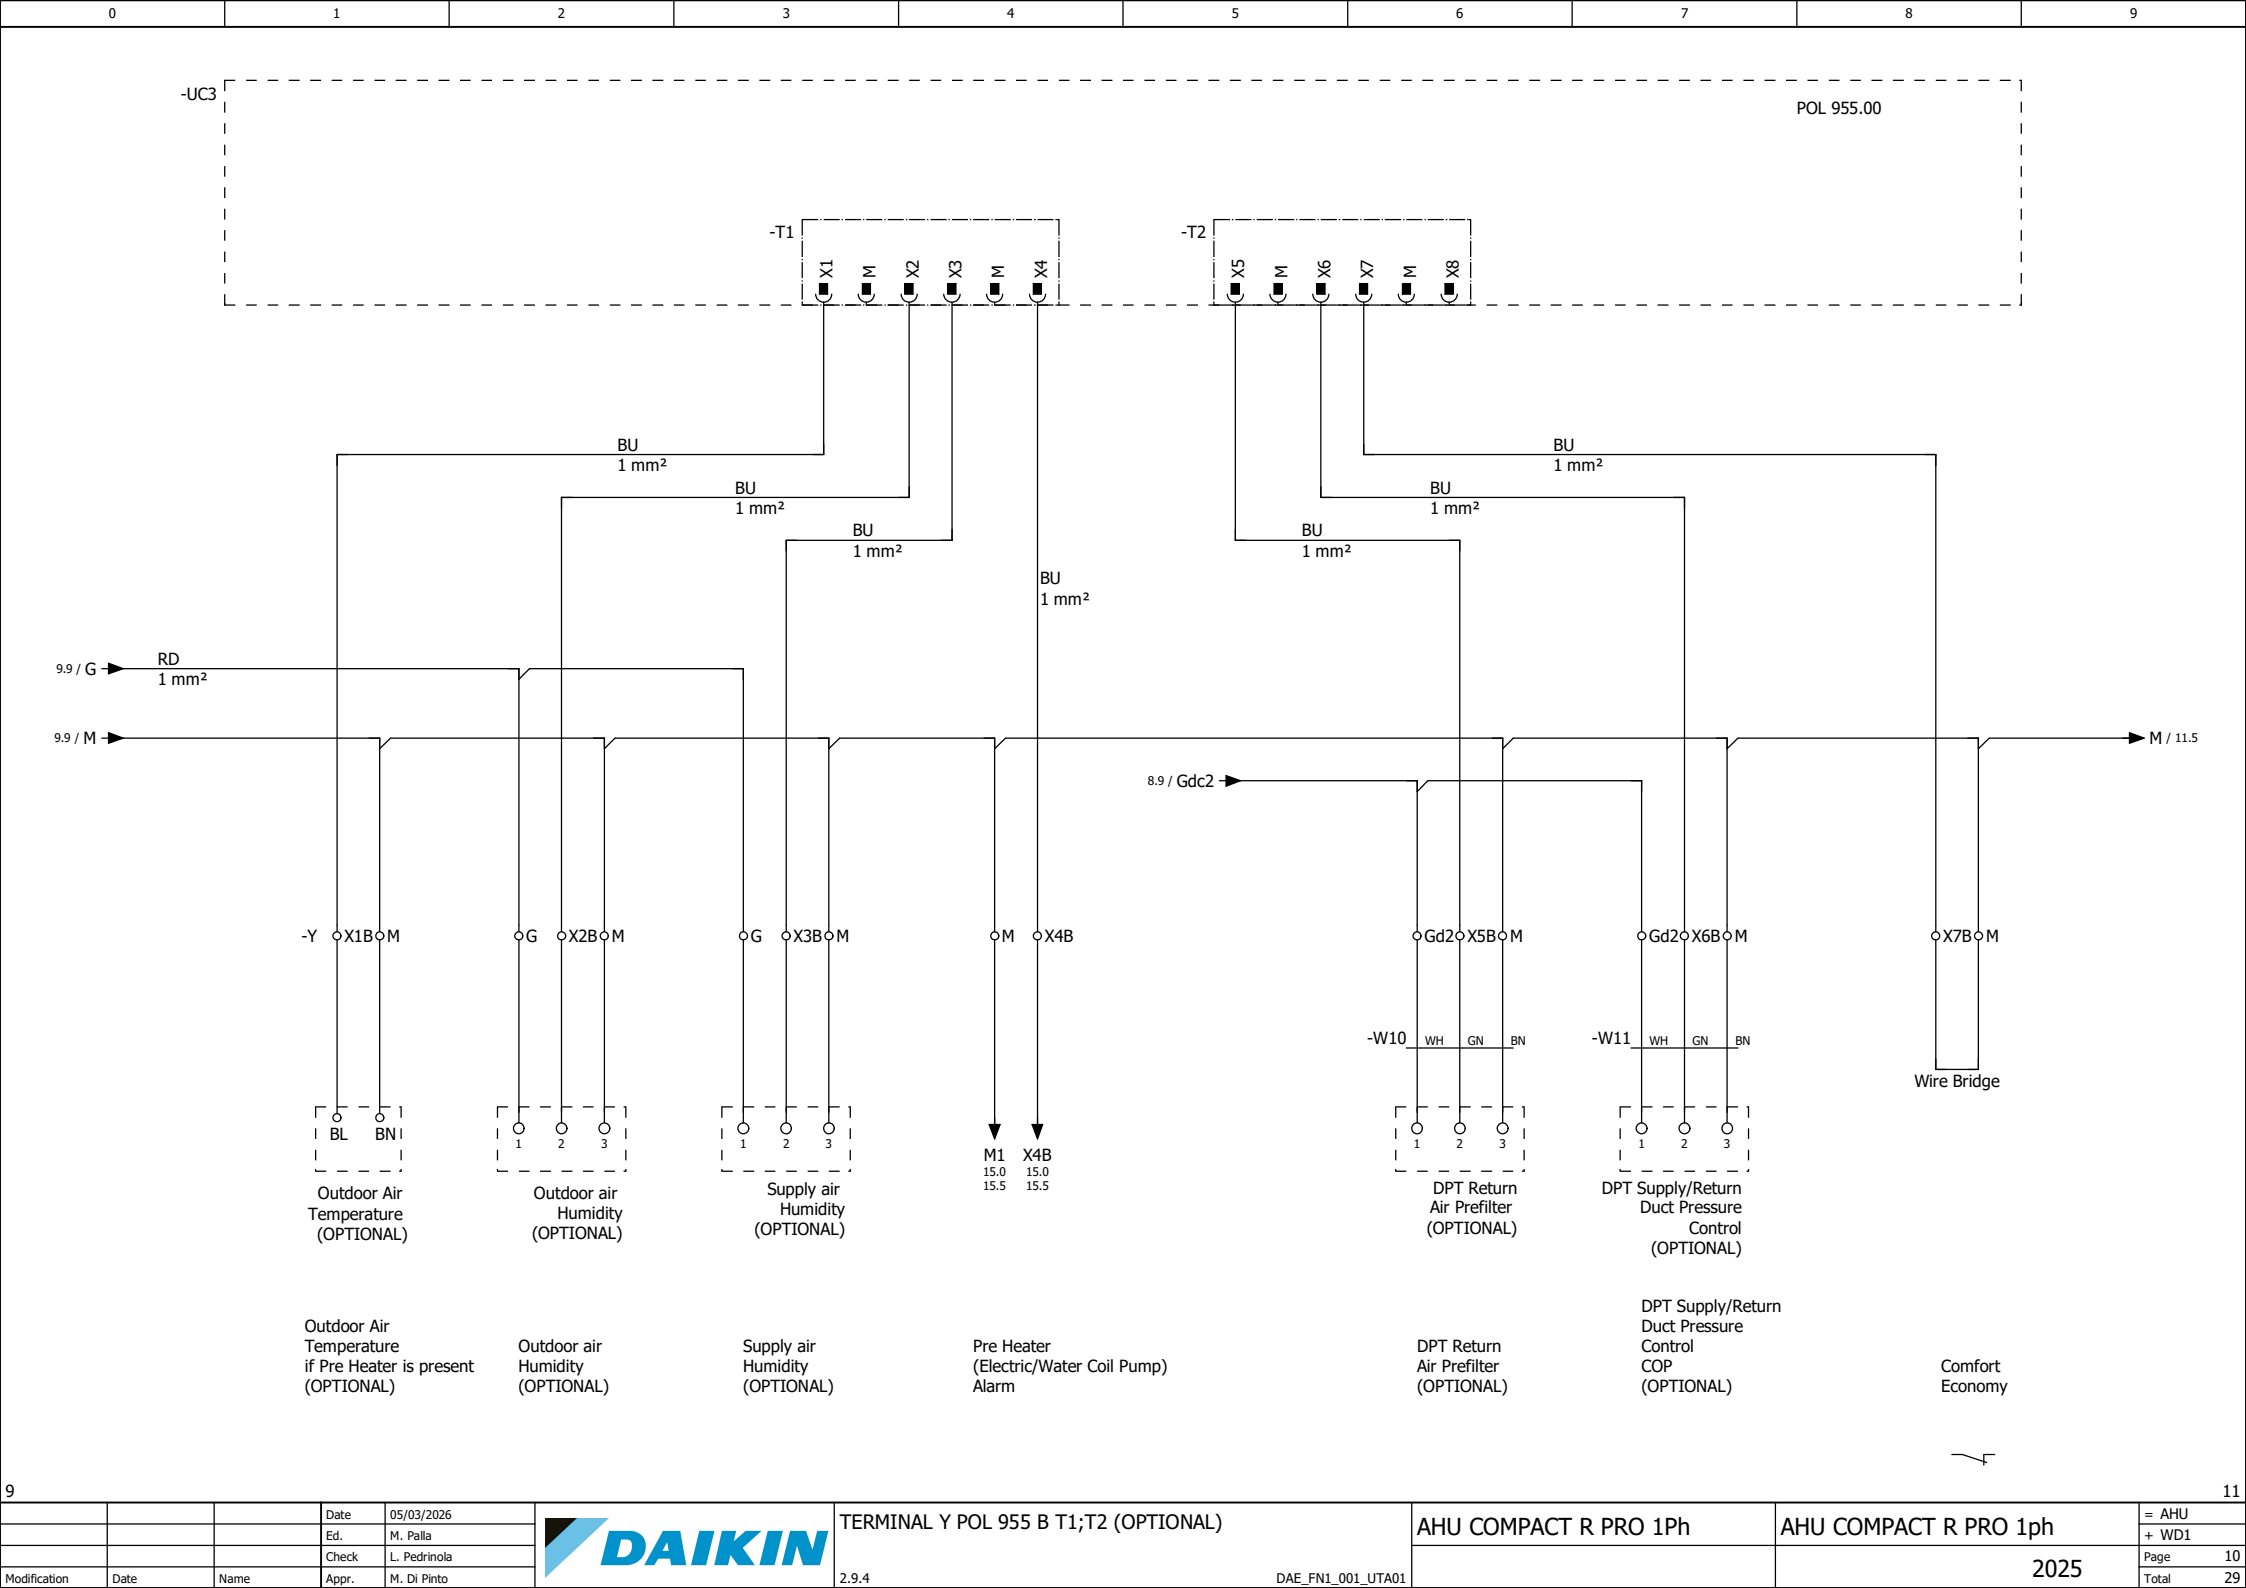 0 1 2 3 4 5 6 7 8 9
-UC3
POL 955.00
-T1
-T2
X1 M X2 X3 M X4
X5 M X6 X7 M X8
BU
1 mm²
BU
1 mm²
BU
1 mm²
BU
1 mm²
BU
1 mm²
BU
1 mm²
BU
1 mm²
9.9 / G
RD
1 mm²
9.9 / M
M / 11.5
8.9 / Gdc2
-Y X1B M G X2B M G X3B M M X4B Gd2 X5B M Gd2 X6B M X7B M
-W10 WH GN BN
-W11 WH GN BN
Wire Bridge
BL BN
1 2 3
1 2 3
1 2 3
1 2 3
M1 X4B
15.0 15.0
15.5 15.5
Outdoor Air
Temperature
(OPTIONAL)
Outdoor air
Humidity
(OPTIONAL)
Supply air
Humidity
(OPTIONAL)
DPT Return
Air Prefilter
(OPTIONAL)
DPT Supply/Return
Duct Pressure
Control
(OPTIONAL)
Outdoor Air
Temperature
if Pre Heater is present
(OPTIONAL)
Outdoor air
Humidity
(OPTIONAL)
Supply air
Humidity
(OPTIONAL)
Pre Heater
(Electric/Water Coil Pump)
Alarm
DPT Return
Air Prefilter
(OPTIONAL)
DPT Supply/Return
Duct Pressure
Control
COP
(OPTIONAL)
Comfort
Economy
9
11
Date 05/03/2026
Ed. M. Palla
Check L. Pedrinola
Modification Date Name Appr. M. Di Pinto
DAIKIN
TERMINAL Y POL 955 B T1;T2 (OPTIONAL)
2.9.4
DAE_FN1_001_UTA01
AHU COMPACT R PRO 1Ph
AHU COMPACT R PRO 1ph
2025
= AHU
+ WD1
Page 10
Total 29